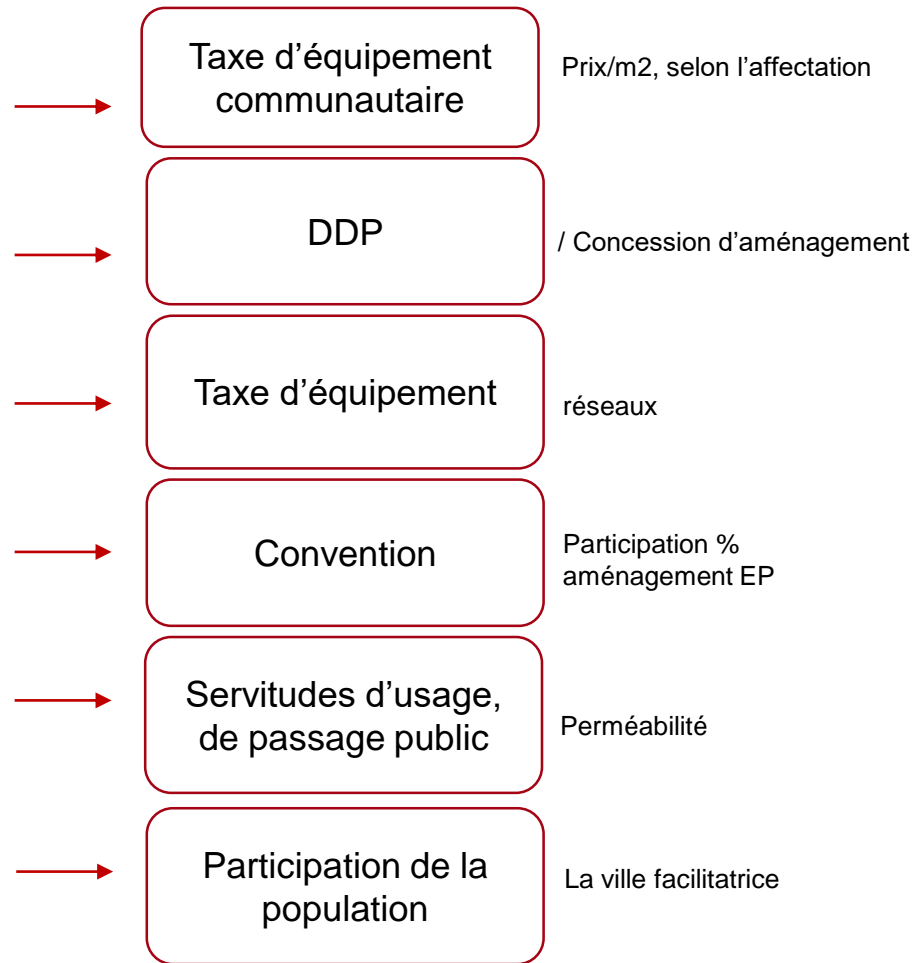 Taxe d’équipement
communautaire
Prix/m2, selon l’affectation
DDP
/ Concession d’aménagement
Taxe d’équipement
réseaux
Convention
Participation %
aménagement EP
Servitudes d’usage,
de passage public
Perméabilité
Participation de la
population
La ville facilitatrice